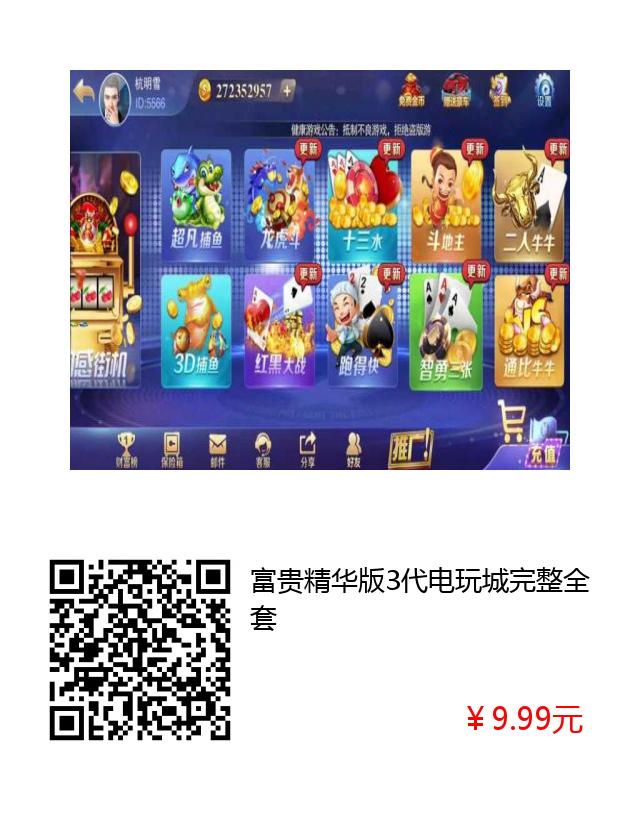 杭明雪
ID:5566
272352957
+
免费金币
赠送豪车
签到
设置
健康游戏公告：抵制不良游戏，拒绝盗版游
更新
更新
更新
更新
超凡捕鱼
龙虎斗
十三水
斗地主
二人牛牛
更新
更新
更新
更新
感街机
3D捕鱼
红黑大战
跑得快
智勇三张
通比牛牛
财富榜
保险箱
邮件
客服
分享
好友
推广!
充值
富贵精华版3代电玩城完整全
套
￥9.99元